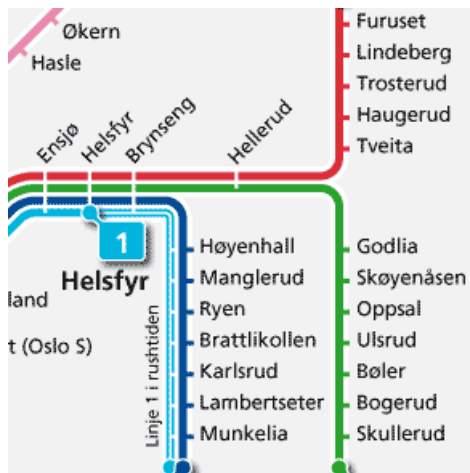 Økern
Hasle
Furuset
Lindeberg
Trosterud
Haugerud
Tveita
Ensjø
Helsfyr
Brynseng
Hellerud
1
Helsfyr
land
t (Oslo S)
Linje 1 i rushtiden
Høyenhall
Manglerud
Ryen
Brattlikollen
Karlsrud
Lambertseter
Munkelia
Godlia
Skøyenåsen
Oppsal
Ulsrud
Bøler
Bogerud
Skullerud